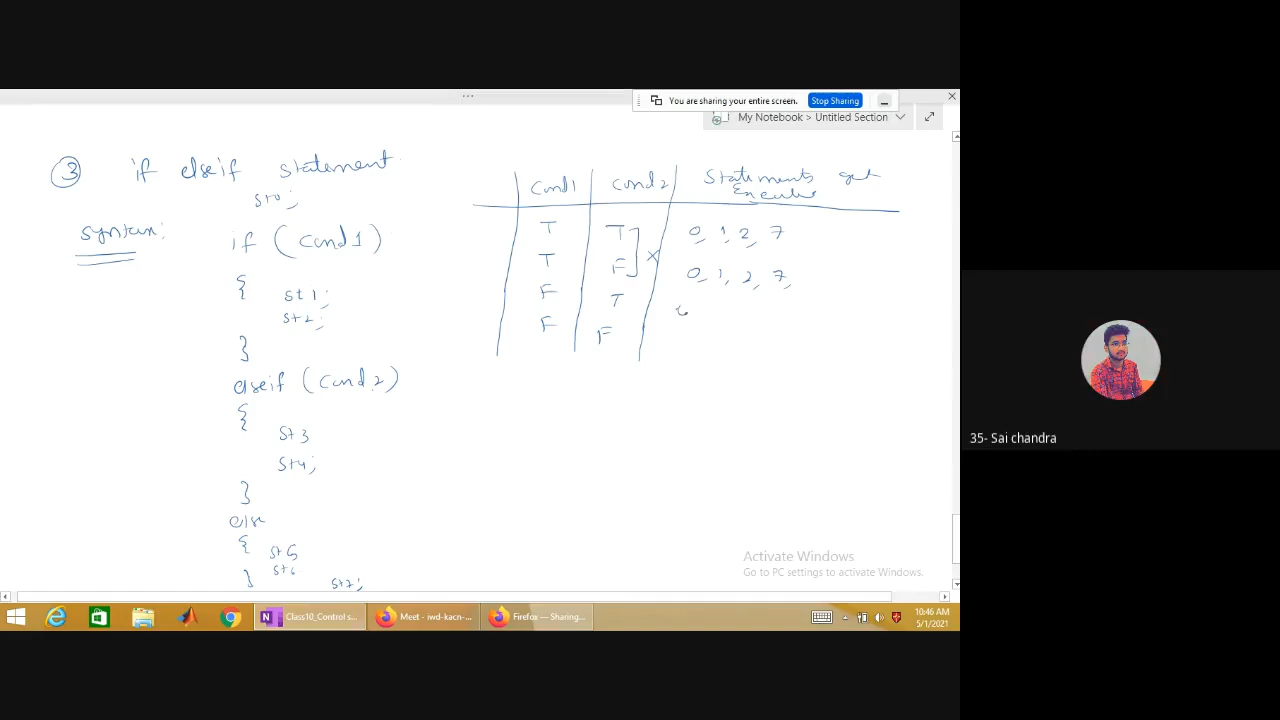 You are sharing your entire screen.
Stop Sharing
My Notebook > Untitled Section
③ if elseif statement
st0;
syntax:
if (cond1)
{
st1;
st2;
}
elseif (cond2)
{
st3
st4;
}
else
{ st5
st6
}
st7;
Cond1 Cond2 Statements get
T T 0, 1, 2, 7
T F X 0, 1, 2, 7,
F T
F F
35- Sai chandra
Activate Windows
Go to PC settings to activate Windows.
Class10_Control s...
Meet - iwd-kacn-...
Firefox — Sharing...
10:46 AM
5/1/2021